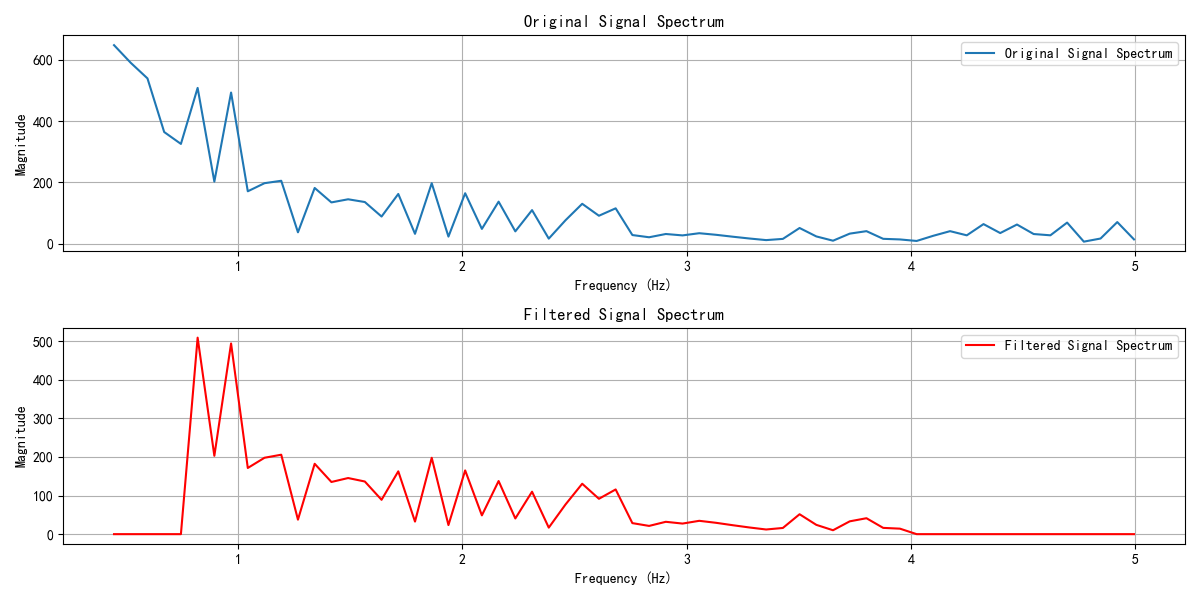 Original Signal Spectrum
600
400
200
0
Magnitude
Original Signal Spectrum
1 2 3 4 5
Frequency (Hz)
Filtered Signal Spectrum
500
400
300
200
100
0
Magnitude
Filtered Signal Spectrum
1 2 3 4 5
Frequency (Hz)